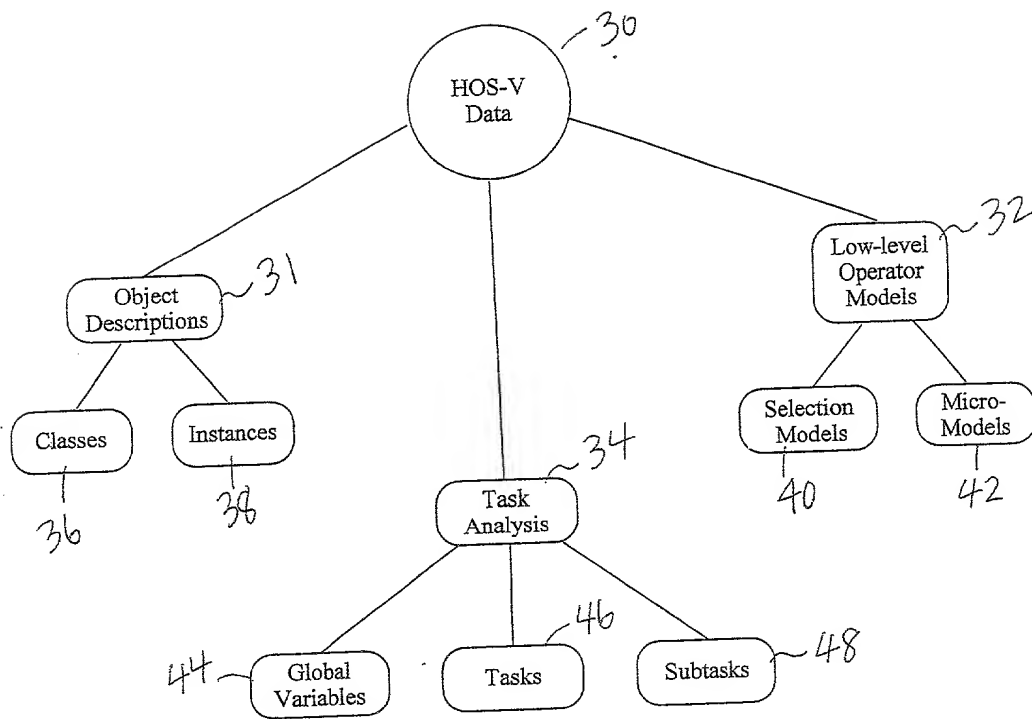 30
HOS-V
Data
32
Low-level
Operator
Models
31
Object
Descriptions
Selection
Models
Micro-
Models
Classes
Instances
34
40
42
36
38
Task
Analysis
46
44
Global
Variables
Tasks
Subtasks
48